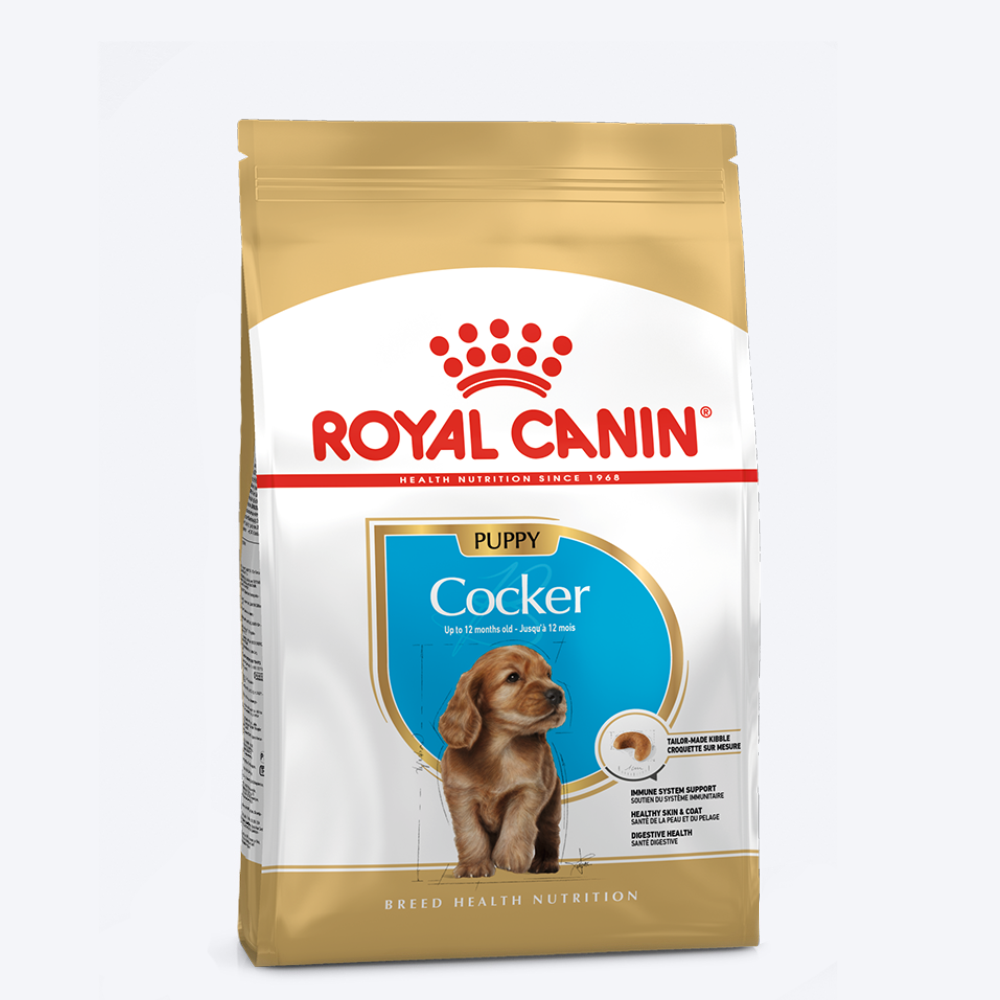 ROYAL CANIN®
HEALTH NUTRITION SINCE 1968
PUPPY
Cocker
Up to 12 months old - Jusqu'à 12 mois
TAILOR-MADE KIBBLE
CROQUETTE SUR MESURE
IMMUNE SYSTEM SUPPORT
SOUTIEN DU SYSTÈME IMMUNITAIRE
HEALTHY SKIN & COAT
SANTÉ DE LA PEAU ET DU PELAGE
DIGESTIVE HEALTH
SANTÉ DIGESTIVE
BREED HEALTH NUTRITION